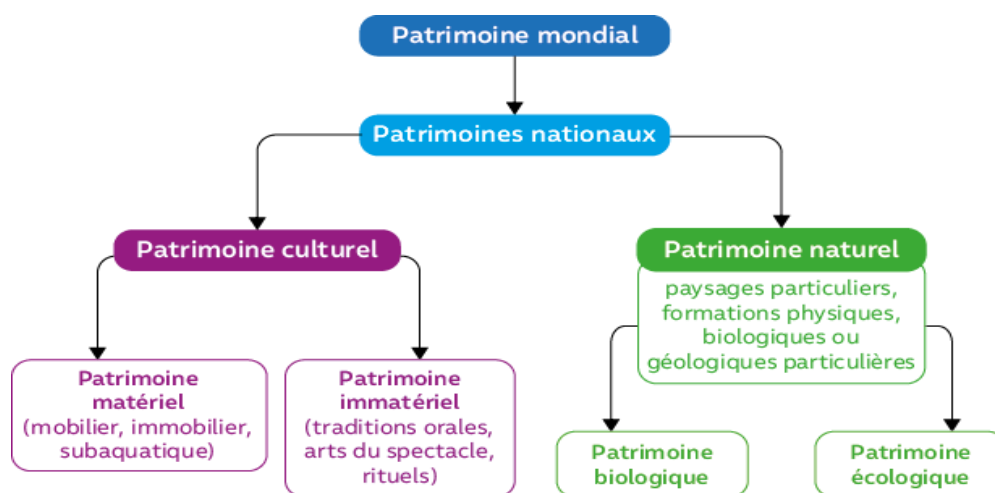 Patrimoine mondial
Patrimoines nationaux
Patrimoine culturel
Patrimoine naturel
paysages particuliers,
formations physiques,
biologiques ou
géologiques particulières
Patrimoine
matériel
(mobilier, immobilier,
subaquatique)
Patrimoine
immatériel
(traditions orales,
arts du spectacle,
rituels)
Patrimoine
biologique
Patrimoine
écologique